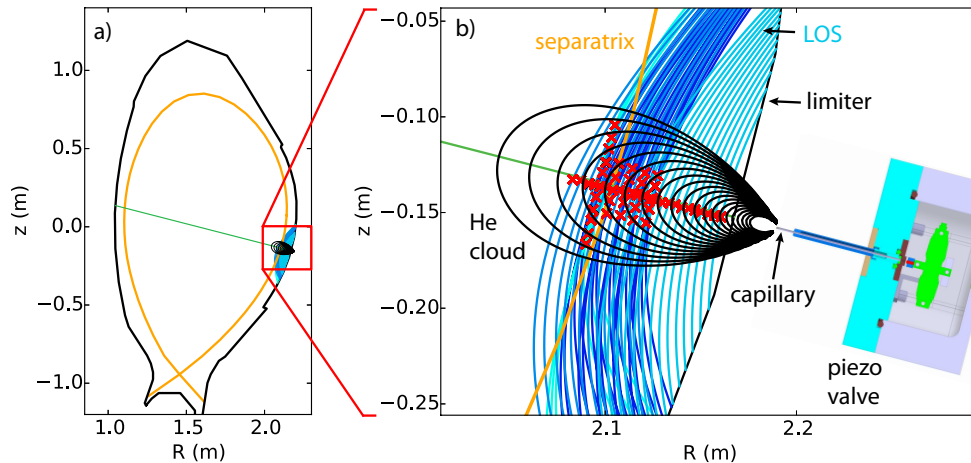 a)
1.0
0.5
0.0
−0.5
−1.0
z (m)
1.0
1.5
2.0
R (m)
b)
separatrix
LOS
limiter
He
cloud
capillary
piezo
valve
−0.05
−0.10
−0.15
−0.20
−0.25
z (m)
2.1
2.2
R (m)